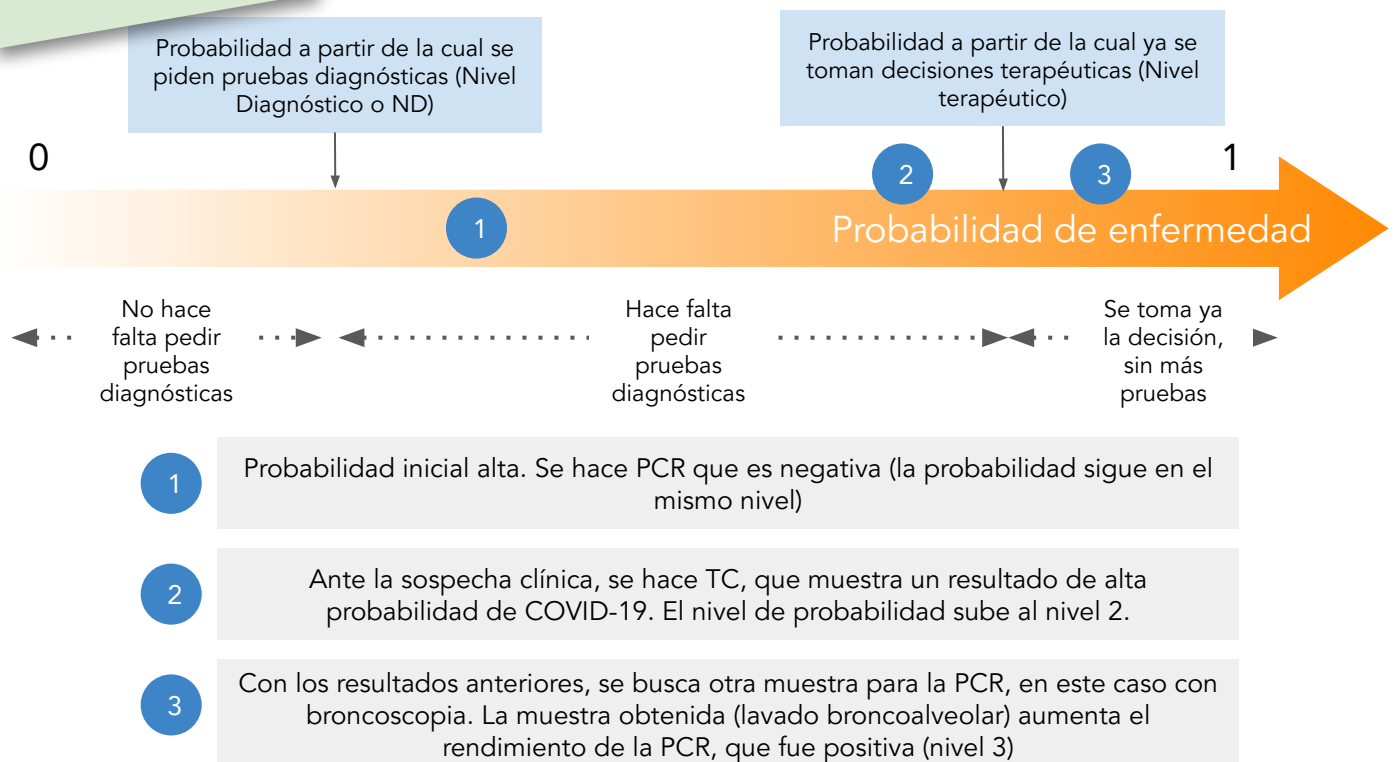 Probabilidad a partir de la cual se
piden pruebas diagnósticas (Nivel
Diagnóstico o ND)
Probabilidad a partir de la cual ya se
toman decisiones terapéuticas (Nivel
terapéutico)
0
1
2
3
1
Probabilidad de enfermedad
No hace
falta pedir
pruebas
diagnósticas
Hace falta
pedir
pruebas
diagnósticas
Se toma ya
la decisión,
sin más
pruebas
1
Probabilidad inicial alta. Se hace PCR que es negativa (la probabilidad sigue en el
mismo nivel)
2
Ante la sospecha clínica, se hace TC, que muestra un resultado de alta
probabilidad de COVID-19. El nivel de probabilidad sube al nivel 2.
3
Con los resultados anteriores, se busca otra muestra para la PCR, en este caso con
broncoscopia. La muestra obtenida (lavado broncoalveolar) aumenta el
rendimiento de la PCR, que fue positiva (nivel 3)